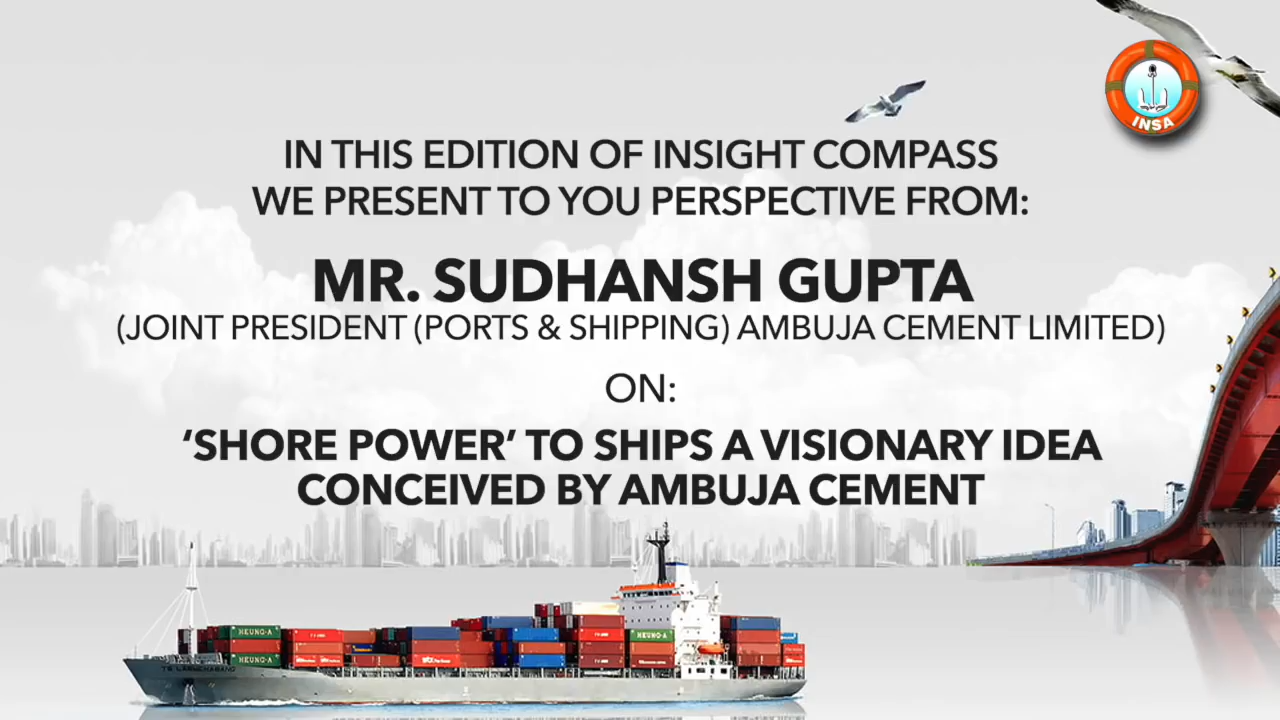 INSA
IN THIS EDITION OF INSIGHT COMPASS
WE PRESENT TO YOU PERSPECTIVE FROM:
MR. SUDHANSH GUPTA
(JOINT PRESIDENT (PORTS & SHIPPING) AMBUJA CEMENT LIMITED)
ON:
‘SHORE POWER’ TO SHIPS A VISIONARY IDEA
CONCEIVED BY AMBUJA CEMENT
HEUNG-A
HEUNG-A
HEUNG-A